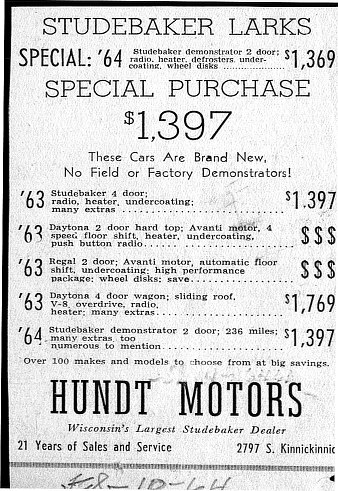 STUDEBAKER LARKS
SPECIAL: '64 Studebaker demonstrator 2 door; radio, heater, defrosters, under-coating, wheel disks .............. $1,369
SPECIAL PURCHASE
$1,397
These Cars Are Brand New,
No Field or Factory Demonstrators!
'63 Studebaker 4 door; $1.397
radio, heater, undercoating;
many extras ..........................
'63 Daytona 2 door hard top; Avanti motor, 4
speed floor shift, heater, undercoating,
push button radio...................... $$$
'63 Regal 2 door; Avanti motor, automatic floor
shift, undercoating; high performance
package; wheel disks; save................... $$$
'63 Daytona 4 door wagon; sliding roof,
V-8, overdrive, radio, $1,769
heater; many extras....................
'64 Studebaker demonstrator 2 door; 236 miles;
many extras, too $1,397
numerous to mention....................
Over 100 makes and models to choose from at big savings.
HUNDT MOTORS
Wisconsin's Largest Studebaker Dealer
21 Years of Sales and Service 2797 S. Kinnickinnic
10-64